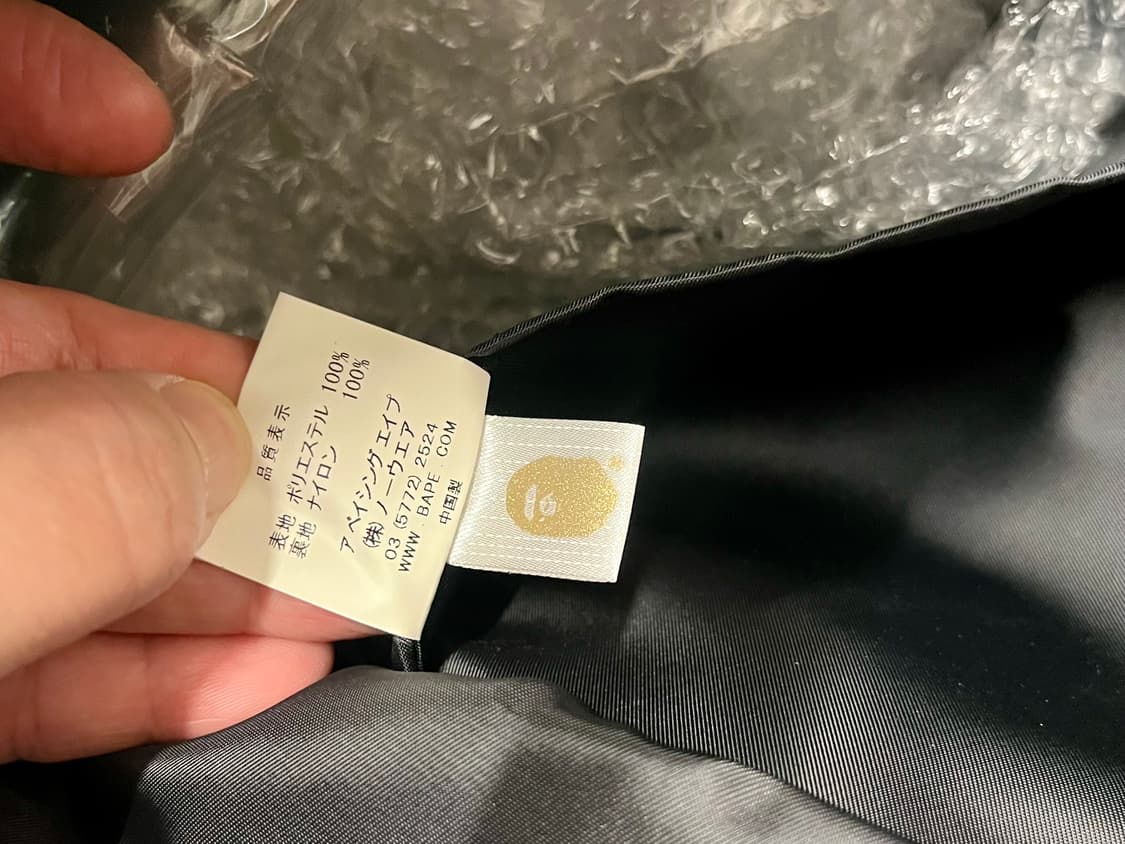 品質表示
表地 ポリエステル 100%
裏地 ナイロン 100%
アベイシングエイプ
(株)ノーウエア
03 (5772) 2524
WWW . BAPE . COM
中国製